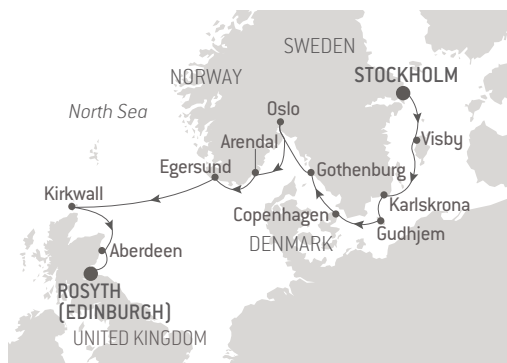 SWEDEN
STOCKHOLM
NORWAY
North Sea
Oslo
Visby
Arendal
Egersund
Gothenburg
Kirkwall
Karlskrona
Copenhagen
Gudhjem
DENMARK
Aberdeen
ROSYTH
(EDINBURGH)
UNITED KINGDOM